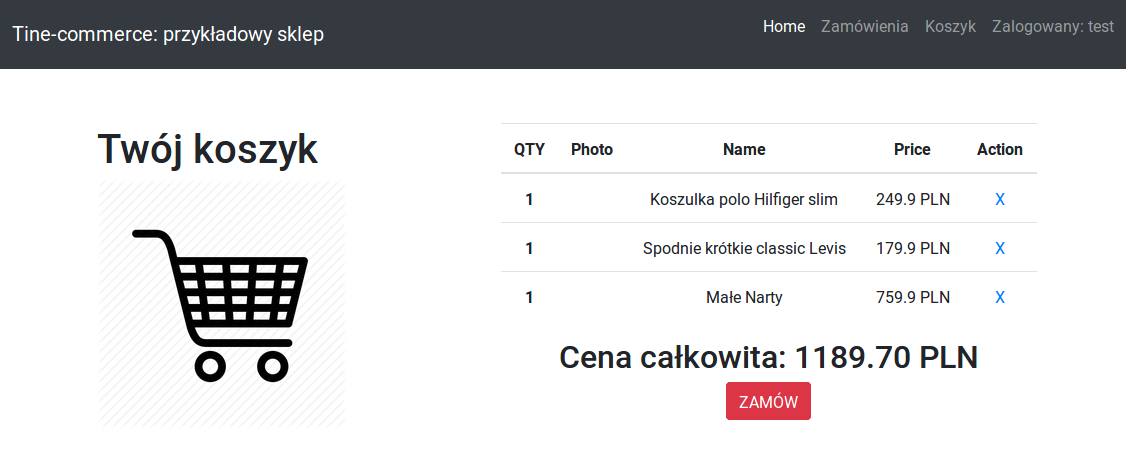 Tine-commerce: przykładowy sklep
Home Zamówienia Koszyk Zalogowany: test
Twój koszyk
QTY Photo Name Price Action
1 Koszulka polo Hilfiger slim 249.9 PLN X
1 Spodnie krótkie classic Levis 179.9 PLN X
1 Małe Narty 759.9 PLN X
Cena całkowita: 1189.70 PLN
ZAMÓW